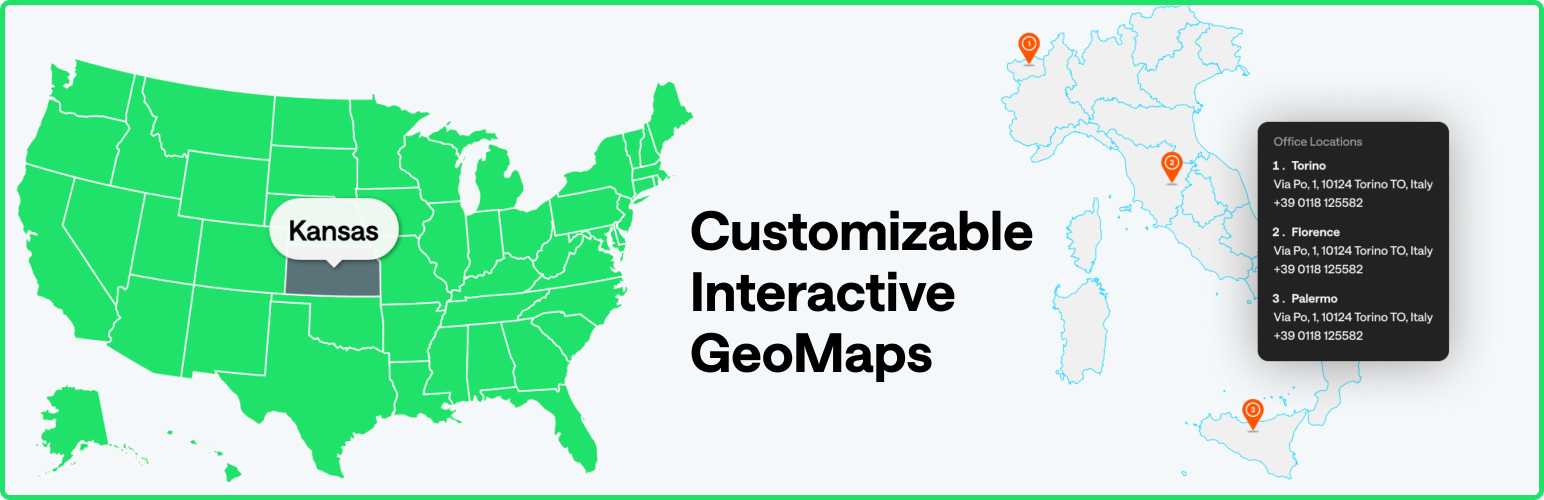 Kansas
Customizable
Interactive
GeoMaps
1
2
3
Office Locations
1. Torino
Via Po, 1, 10124 Torino TO, Italy
+39 0118 125582
2. Florence
Via Po, 1, 10124 Torino TO, Italy
+39 0118 125582
3. Palermo
Via Po, 1, 10124 Torino TO, Italy
+39 0118 125582